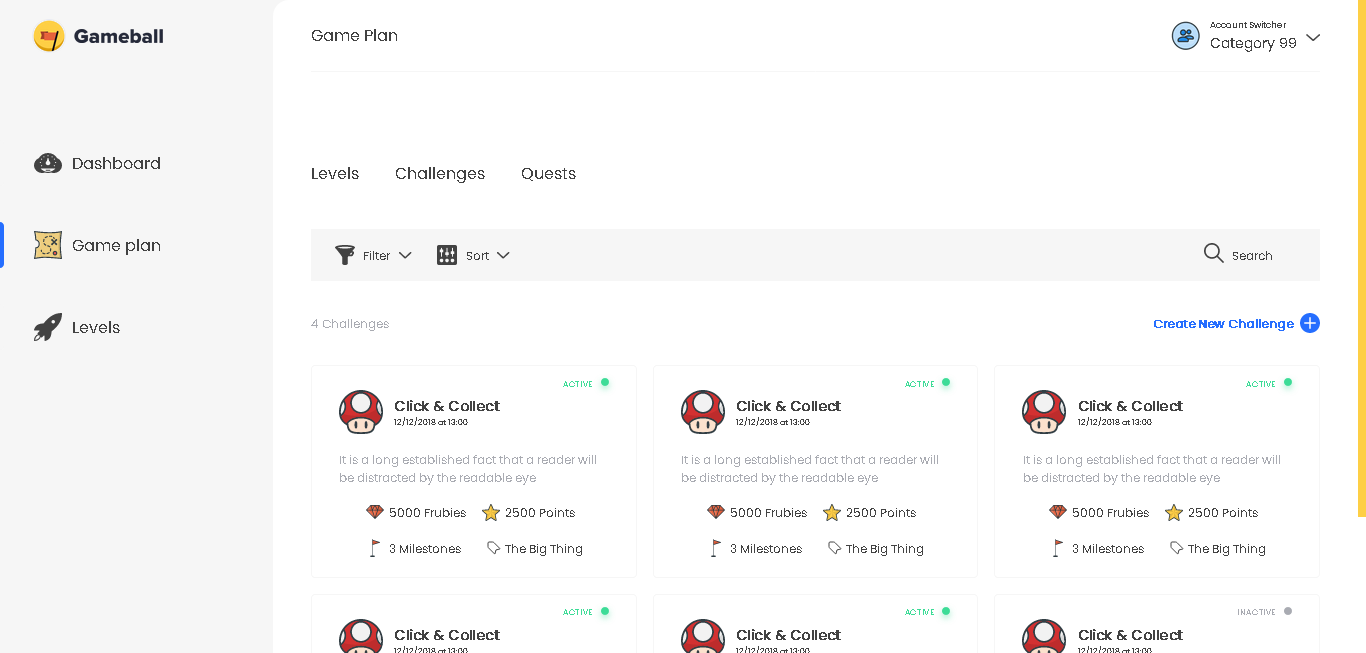 Gameball
Game Plan
Account Switcher
Category 99
Dashboard
Game plan
Levels
Levels Challenges Quests
Filter Sort Search
4 Challenges Create New Challenge
ACTIVE
Click & Collect
12/12/2018 at 13:00
It is a long established fact that a reader will
be distracted by the readable eye
5000 Frubies 2500 Points
3 Milestones The Big Thing
ACTIVE
Click & Collect
12/12/2018 at 13:00
It is a long established fact that a reader will
be distracted by the readable eye
5000 Frubies 2500 Points
3 Milestones The Big Thing
ACTIVE
Click & Collect
12/12/2018 at 13:00
It is a long established fact that a reader will
be distracted by the readable eye
5000 Frubies 2500 Points
3 Milestones The Big Thing
ACTIVE
Click & Collect
12/12/2018 at 13:00
ACTIVE
Click & Collect
12/12/2018 at 13:00
INACTIVE
Click & Collect
12/12/2018 at 13:00